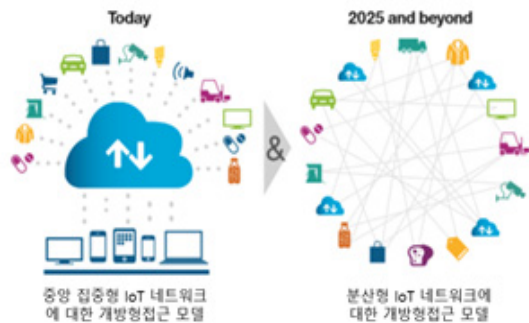 Today
2025 and beyond
&
중앙 집중형 IoT 네트워크
에 대한 개방형접근 모델
분산형 IoT 네트워크에
대한 개방형접근 모델